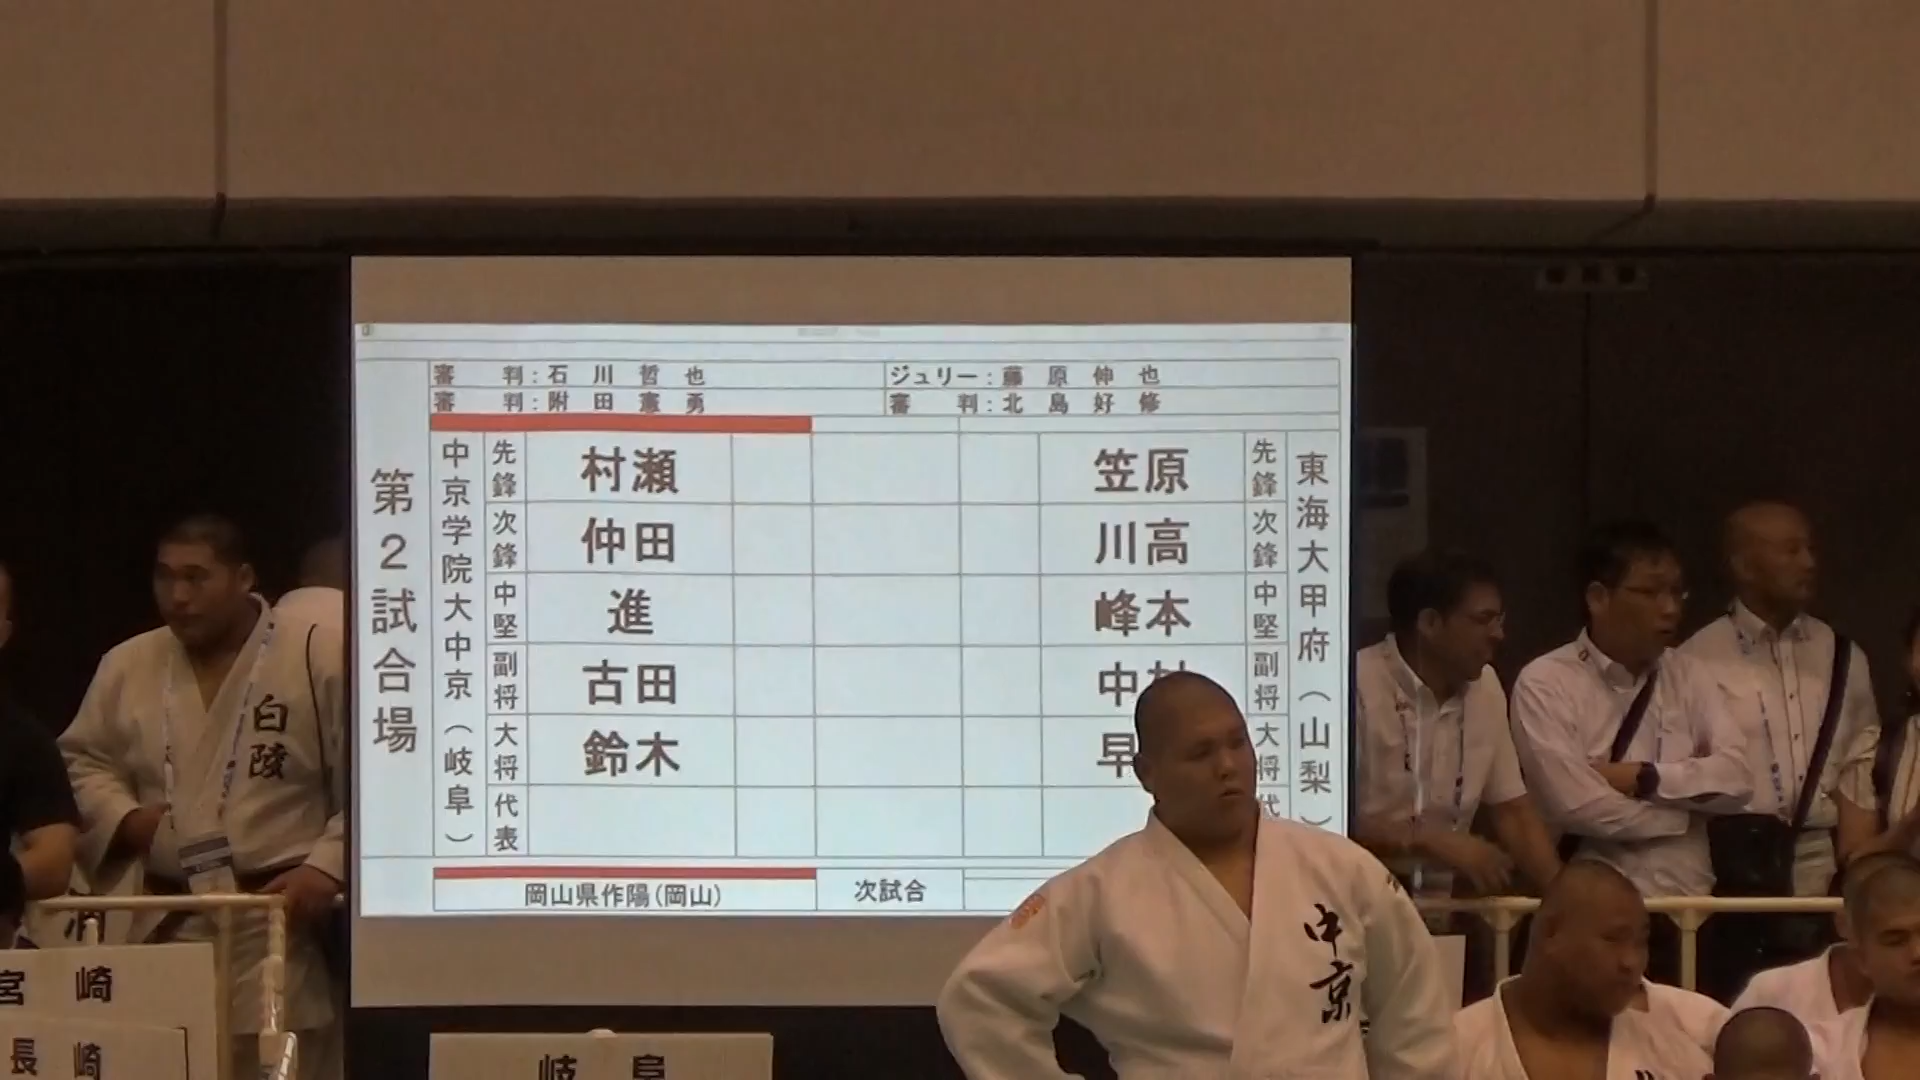 審 判:石 川 哲 也
ジュリー:藤 原 伸 也
審 判:附 田 憲 勇
審 判:北 島 好 修
第2試合場
中京学院大中京(岐阜)
先鋒 村瀬 笠原 先鋒
次鋒 仲田 川高 次鋒
中堅 進 峰本 中堅
副将 古田 中村 副将
大将 鈴木 早 大将
代表 代
東海大甲府(山梨)
岡山県作陽(岡山) 次試合
白陵
中京
宮 崎
長 崎
岐 阜